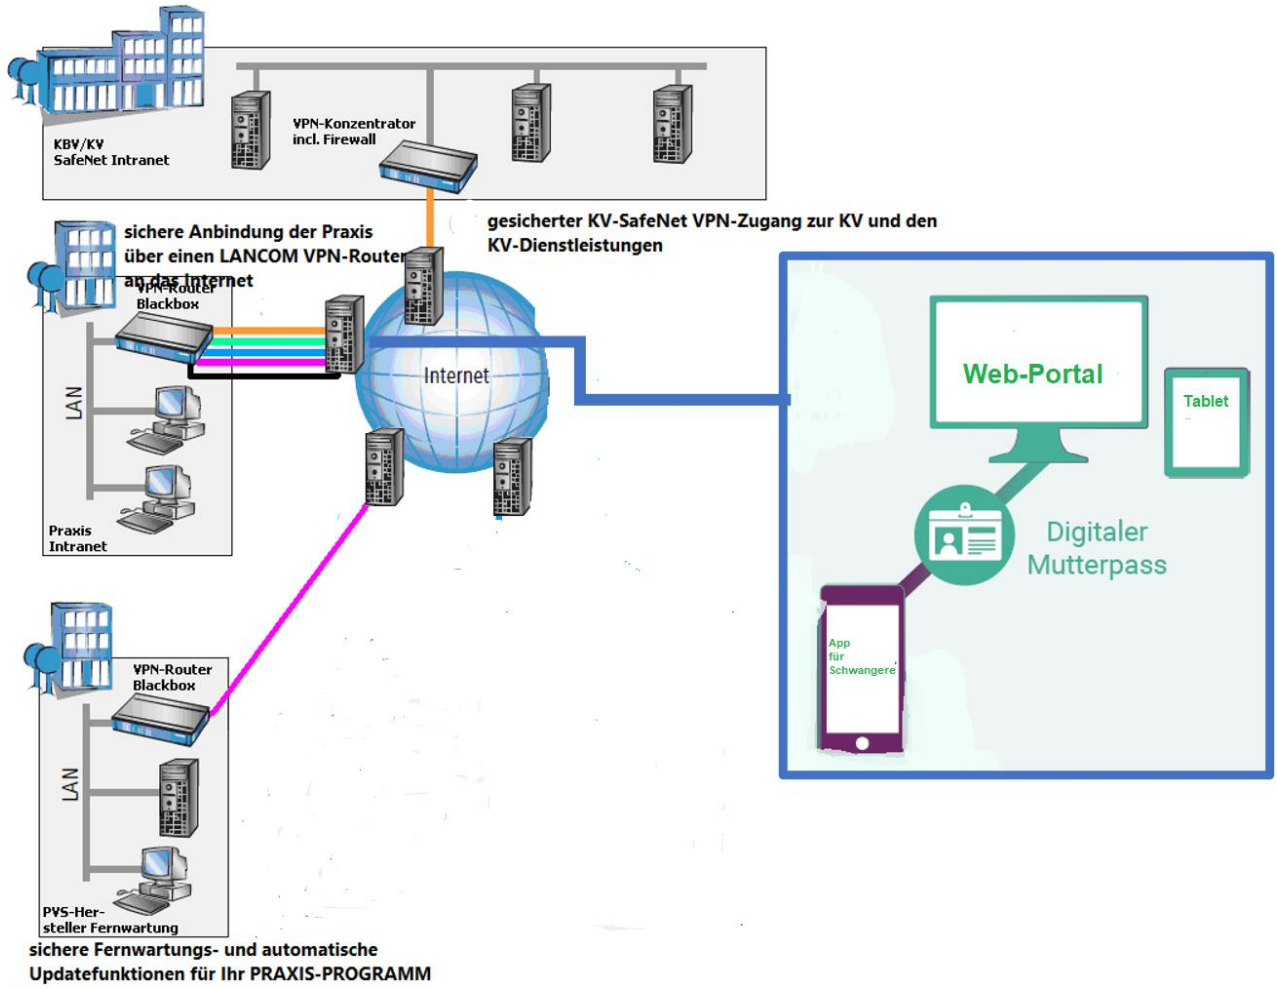 KBV/KV
SafeNet Intranet
VPN-Konzentrator
incl. Firewall
gesicherter KV-SafeNet VPN-Zugang zur KV und den
KV-Dienstleistungen
sichere Anbindung der Praxis
über einen LANCOM VPN-Router
an das Internet
VPN-Router
Blackbox
LAN
Praxis
Intranet
Internet
Web-Portal
Tablet
Digitaler
Mutterpass
App
für
Schwangere
VPN-Router
Blackbox
LAN
PVS-Her-
steller Fernwartung
sichere Fernwartungs- und automatische
Updatefunktionen für Ihr PRAXIS-PROGRAMM